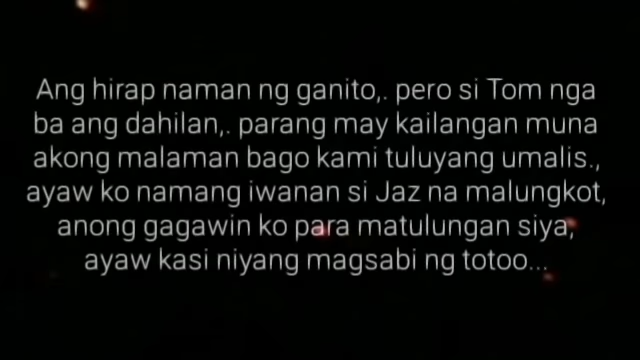 Ang hirap naman ng ganito,. pero si Tom nga
ba ang dahilan,. parang may kailangan muna
akong malaman bago kami tuluyang umalis.,
ayaw ko namang iwanan si Jaz na malungkot,
anong gagawin ko para matulungan siya,
ayaw kasi niyang magsabi ng totoo...